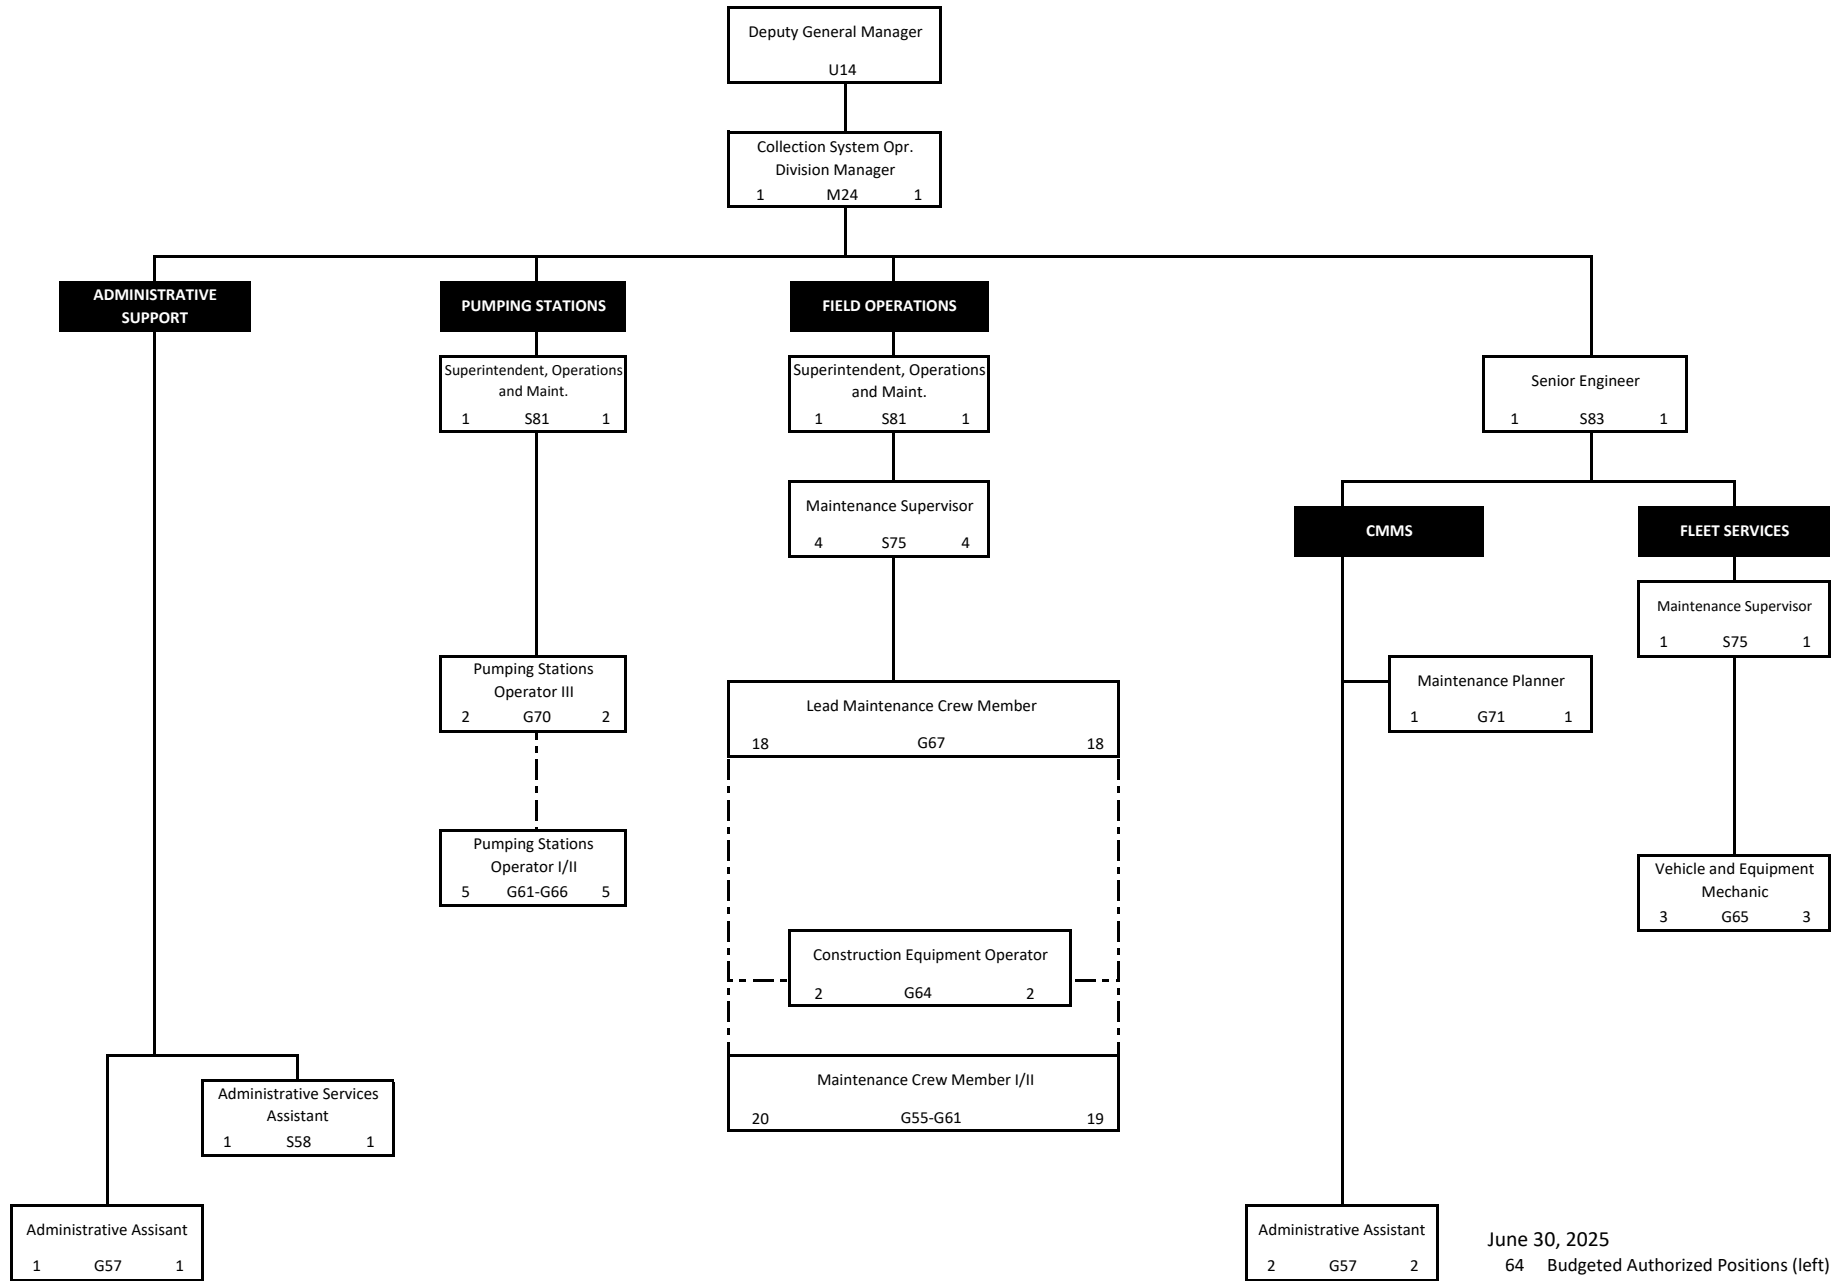 Deputy General Manager
U14
Collection System Opr.
Division Manager
1 M24 1
ADMINISTRATIVE
SUPPORT
PUMPING STATIONS
FIELD OPERATIONS
Superintendent, Operations
and Maint.
1 S81 1
Superintendent, Operations
and Maint.
1 S81 1
Senior Engineer
1 S83 1
Maintenance Supervisor
4 S75 4
CMMS
FLEET SERVICES
Maintenance Supervisor
1 S75 1
Pumping Stations
Operator III
2 G70 2
Lead Maintenance Crew Member
18 G67 18
Maintenance Planner
1 G71 1
Pumping Stations
Operator I/II
5 G61-G66 5
Vehicle and Equipment
Mechanic
3 G65 3
Construction Equipment Operator
2 G64 2
Maintenance Crew Member I/II
20 G55-G61 19
Administrative Services
Assistant
1 S58 1
Administrative Assisant
1 G57 1
Administrative Assistant
2 G57 2
June 30, 2025
64 Budgeted Authorized Positions (left)